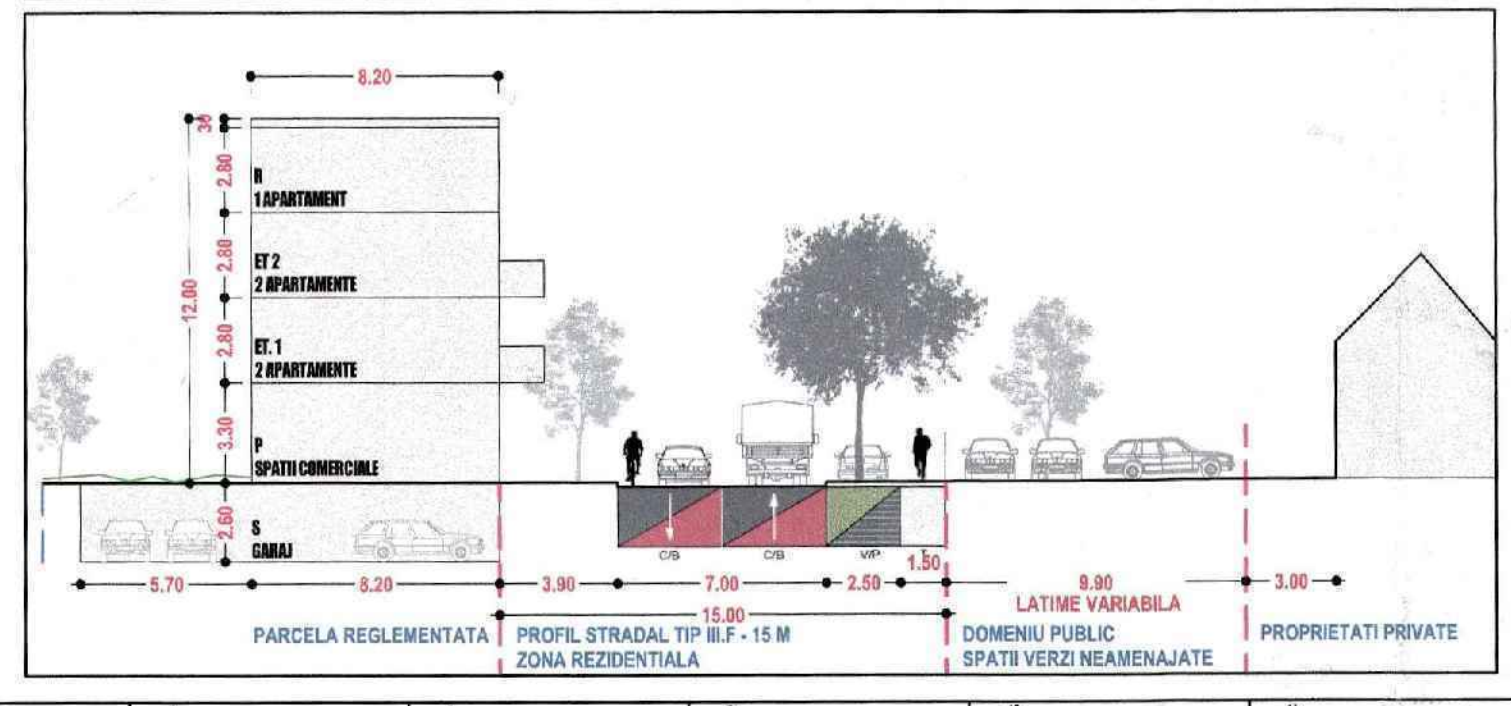 8.20
30
2.80
R
1 APARTAMENT
2.80
ET 2
2 APARTAMENTE
12.00
2.80
ET. 1
2 APARTAMENTE
3.30
P
SPATII COMERCIALE
2.60
S
GARAJ
C/B
C/B
V/P
T
1.50
5.70
8.20
3.90
7.00
2.50
9.90
3.00
LATIME VARIABILA
15.00
PARCELA REGLEMENTATA
PROFIL STRADAL TIP III.F - 15 M
ZONA REZIDENTIALA
DOMENIU PUBLIC
SPATII VERZI NEAMENAJATE
PROPRIETATI PRIVATE